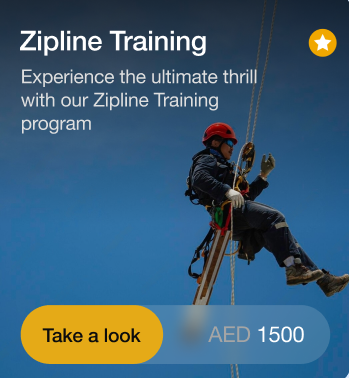 Zipline Training
Experience the ultimate thrill
with our Zipline Training
program
Take a look
AED 1500